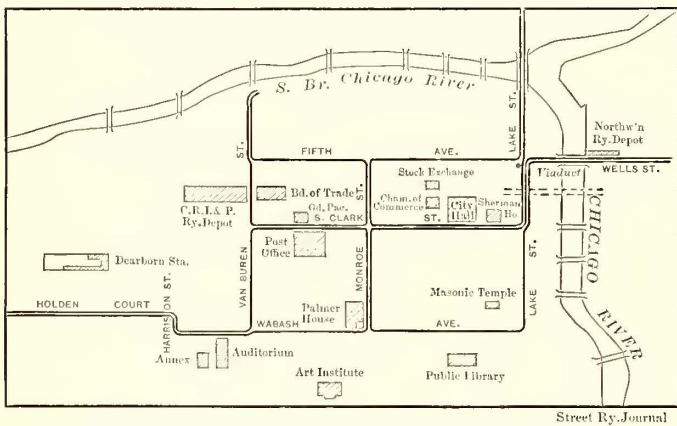 S. Br. Chicago River
LAKE ST.
Northw'n
Ry. Depot
ST.
FIFTH AVE.
Viaduct
WELLS ST.
Stock Exchange
C.R.I.& P.
Ry. Depot
Bd. of Trade
Gd. Pac.
ST.
Cham. of
Commerce
City
Hall
Sherman
Ho.
S. CLARK ST.
CHICAGO RIVER
Post
Office
Dearborn Sta.
HARRISON ST.
VAN BUREN
MONROE
LAKE ST.
HOLDEN COURT
Palmer
House
Masonic Temple
WABASH AVE.
Annex
Auditorium
Art Institute
Public Library
Street Ry. Journal